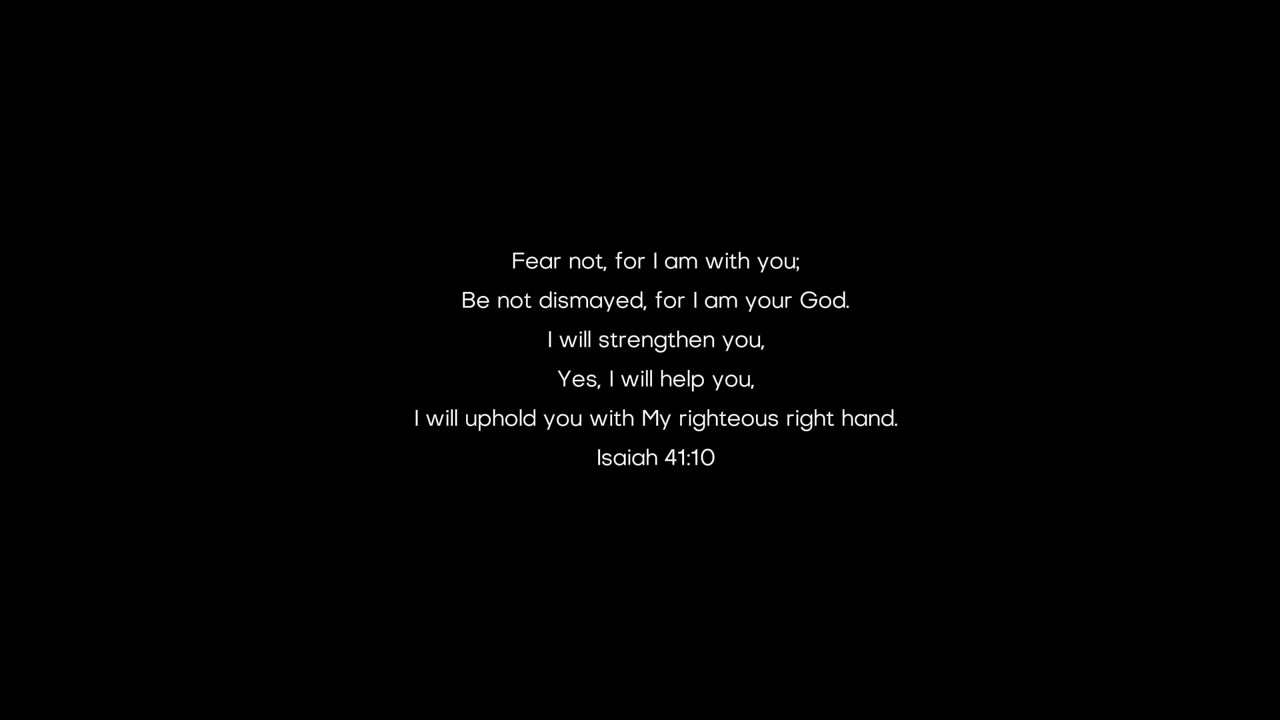 Fear not, for I am with you;
Be not dismayed, for I am your God.
I will strengthen you,
Yes, I will help you,
I will uphold you with My righteous right hand.
Isaiah 41:10